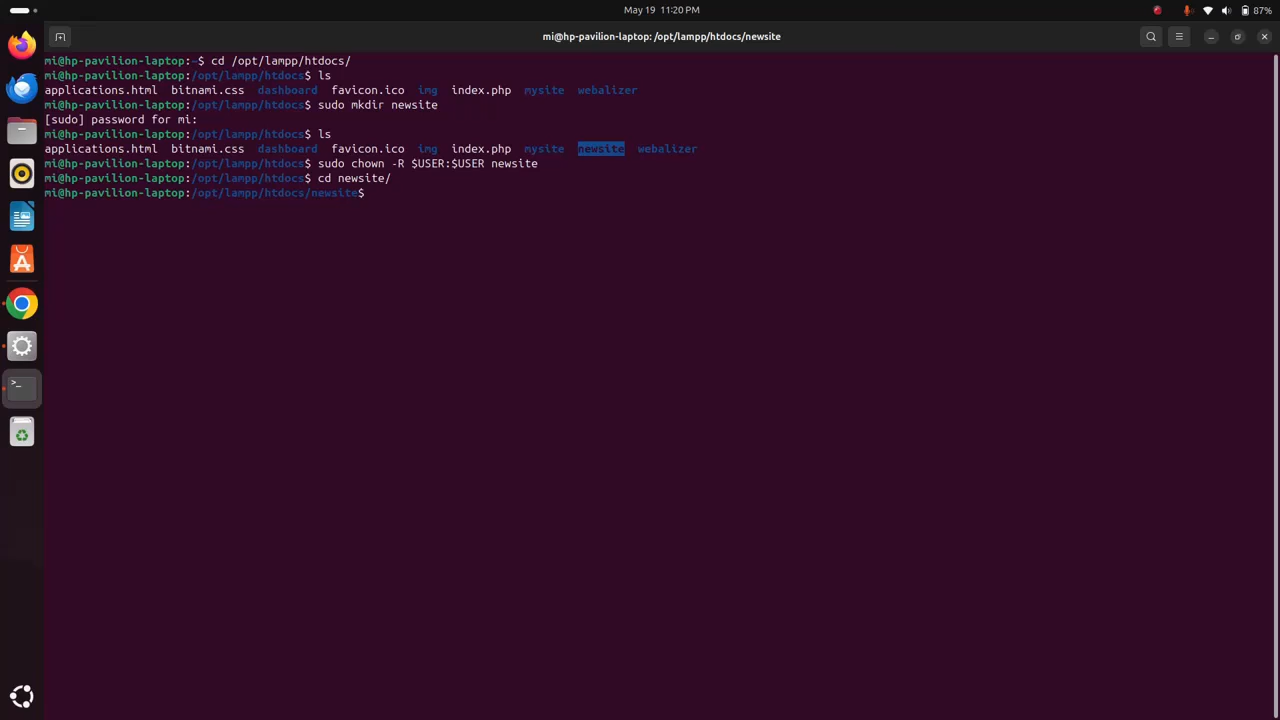 May 19 11:20 PM
87%
mi@hp-pavilion-laptop: /opt/lampp/htdocs/newsite
mi@hp-pavilion-laptop:~$ cd /opt/lampp/htdocs/
mi@hp-pavilion-laptop:/opt/lampp/htdocs$ ls
applications.html bitnami.css dashboard favicon.ico img index.php mysite webalizer
mi@hp-pavilion-laptop:/opt/lampp/htdocs$ sudo mkdir newsite
[sudo] password for mi:
mi@hp-pavilion-laptop:/opt/lampp/htdocs$ ls
applications.html bitnami.css dashboard favicon.ico img index.php mysite newsite webalizer
mi@hp-pavilion-laptop:/opt/lampp/htdocs$ sudo chown -R $USER:$USER newsite
mi@hp-pavilion-laptop:/opt/lampp/htdocs$ cd newsite/
mi@hp-pavilion-laptop:/opt/lampp/htdocs/newsite$